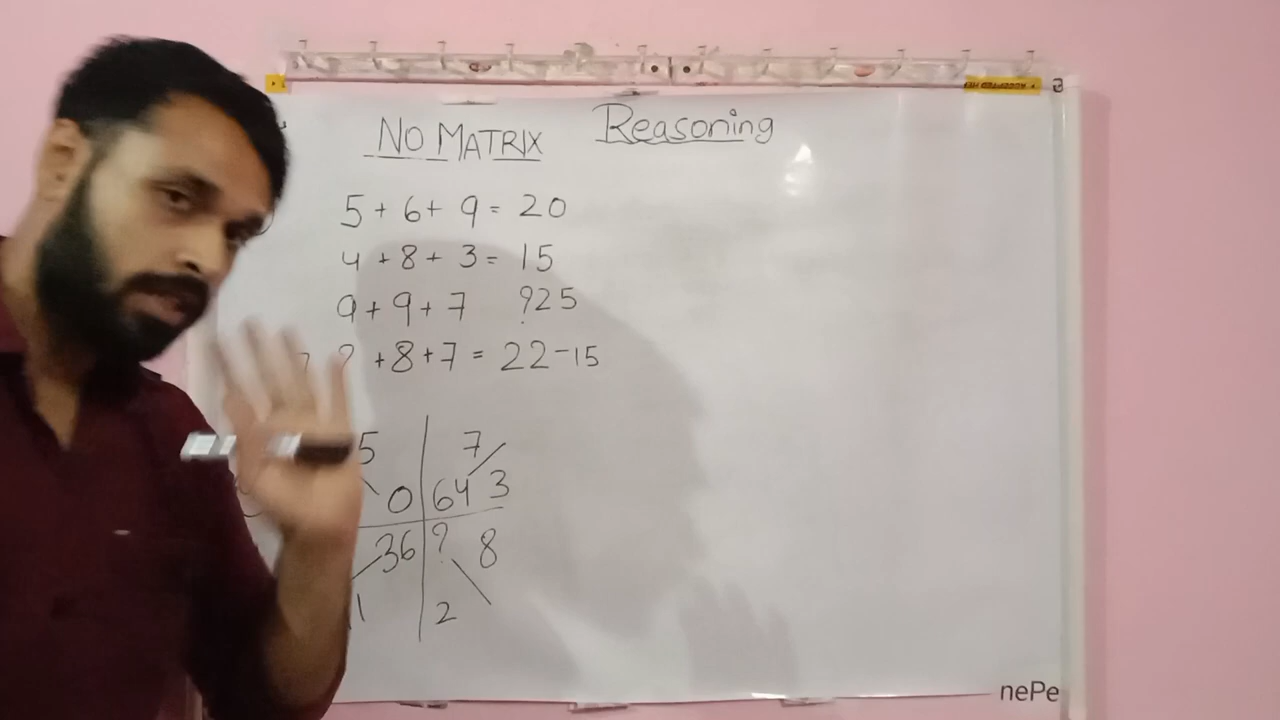 NO MATRIX Reasoning
5 + 6 + 9 = 20
4 + 8 + 3 = 15
9 + 9 + 7 ? 25
? + 8 + 7 = 22 - 15
5 7
0 64 3
36 ? 8
1 2
nePe